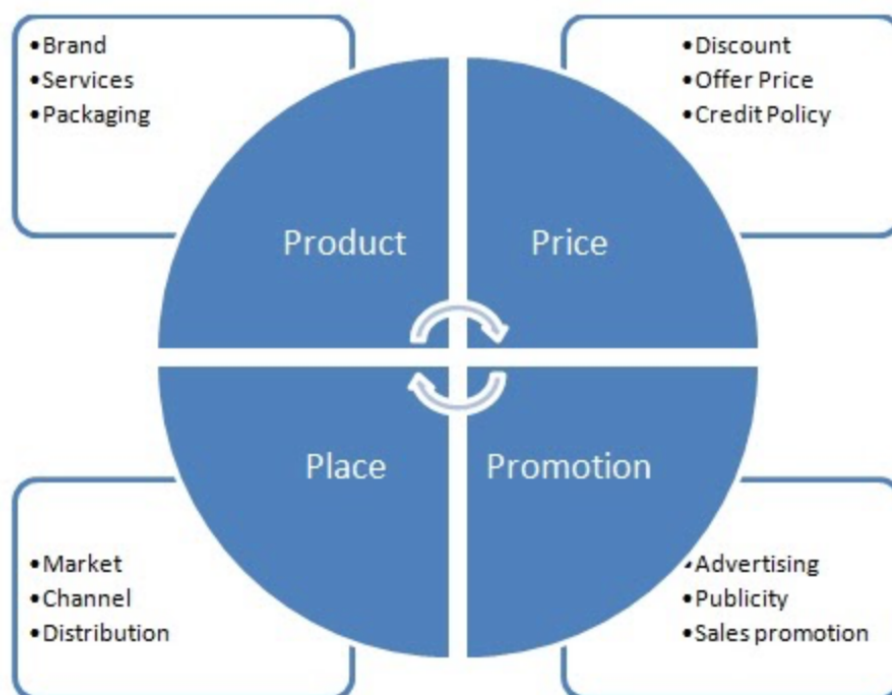 •Brand
•Services
•Packaging
•Discount
•Offer Price
•Credit Policy
Product
Price
Place
Promotion
•Market
•Channel
•Distribution
•Advertising
•Publicity
•Sales promotion